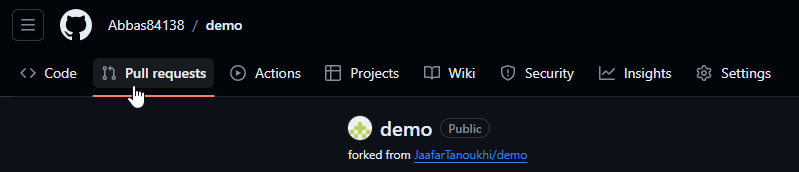 Abbas84138 / demo
Code Pull requests Actions Projects Wiki Security Insights Settings
demo Public
forked from JaafarTanoukhi/demo